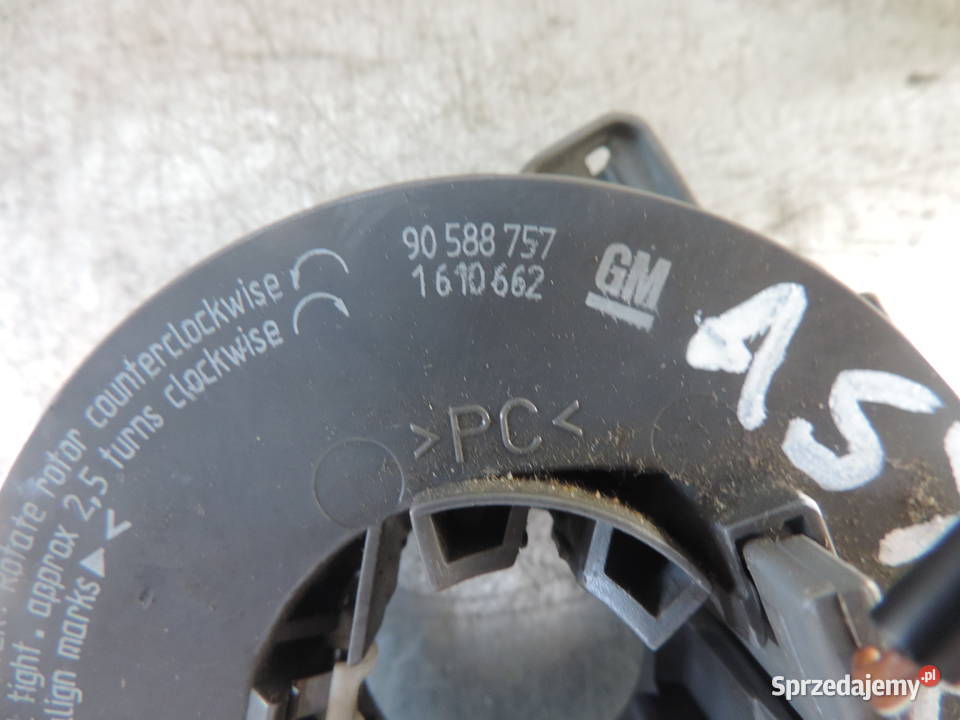 90 588 757
1 610 662
GM
>PC<
Rotate rotor counterclockwise
tight. approx 2,5 turns clockwise
align marks
Sprzedajemy.pl